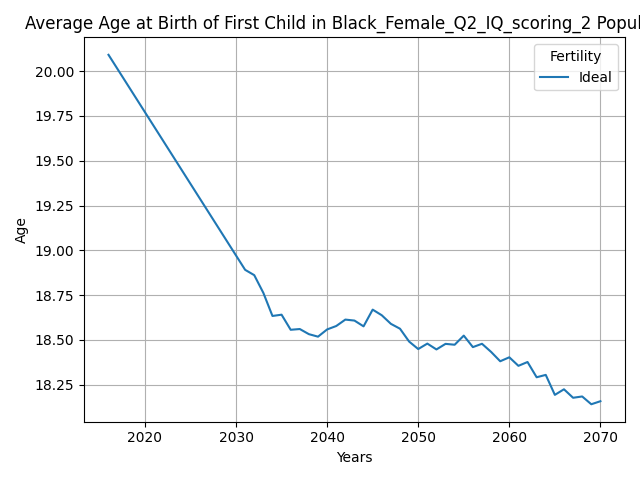 Average Age at Birth of First Child in Black_Female_Q2_IQ_scoring_2 Popul
Fertility
Ideal
20.00
19.75
19.50
19.25
19.00
18.75
18.50
18.25
Age
2020 2030 2040 2050 2060 2070
Years